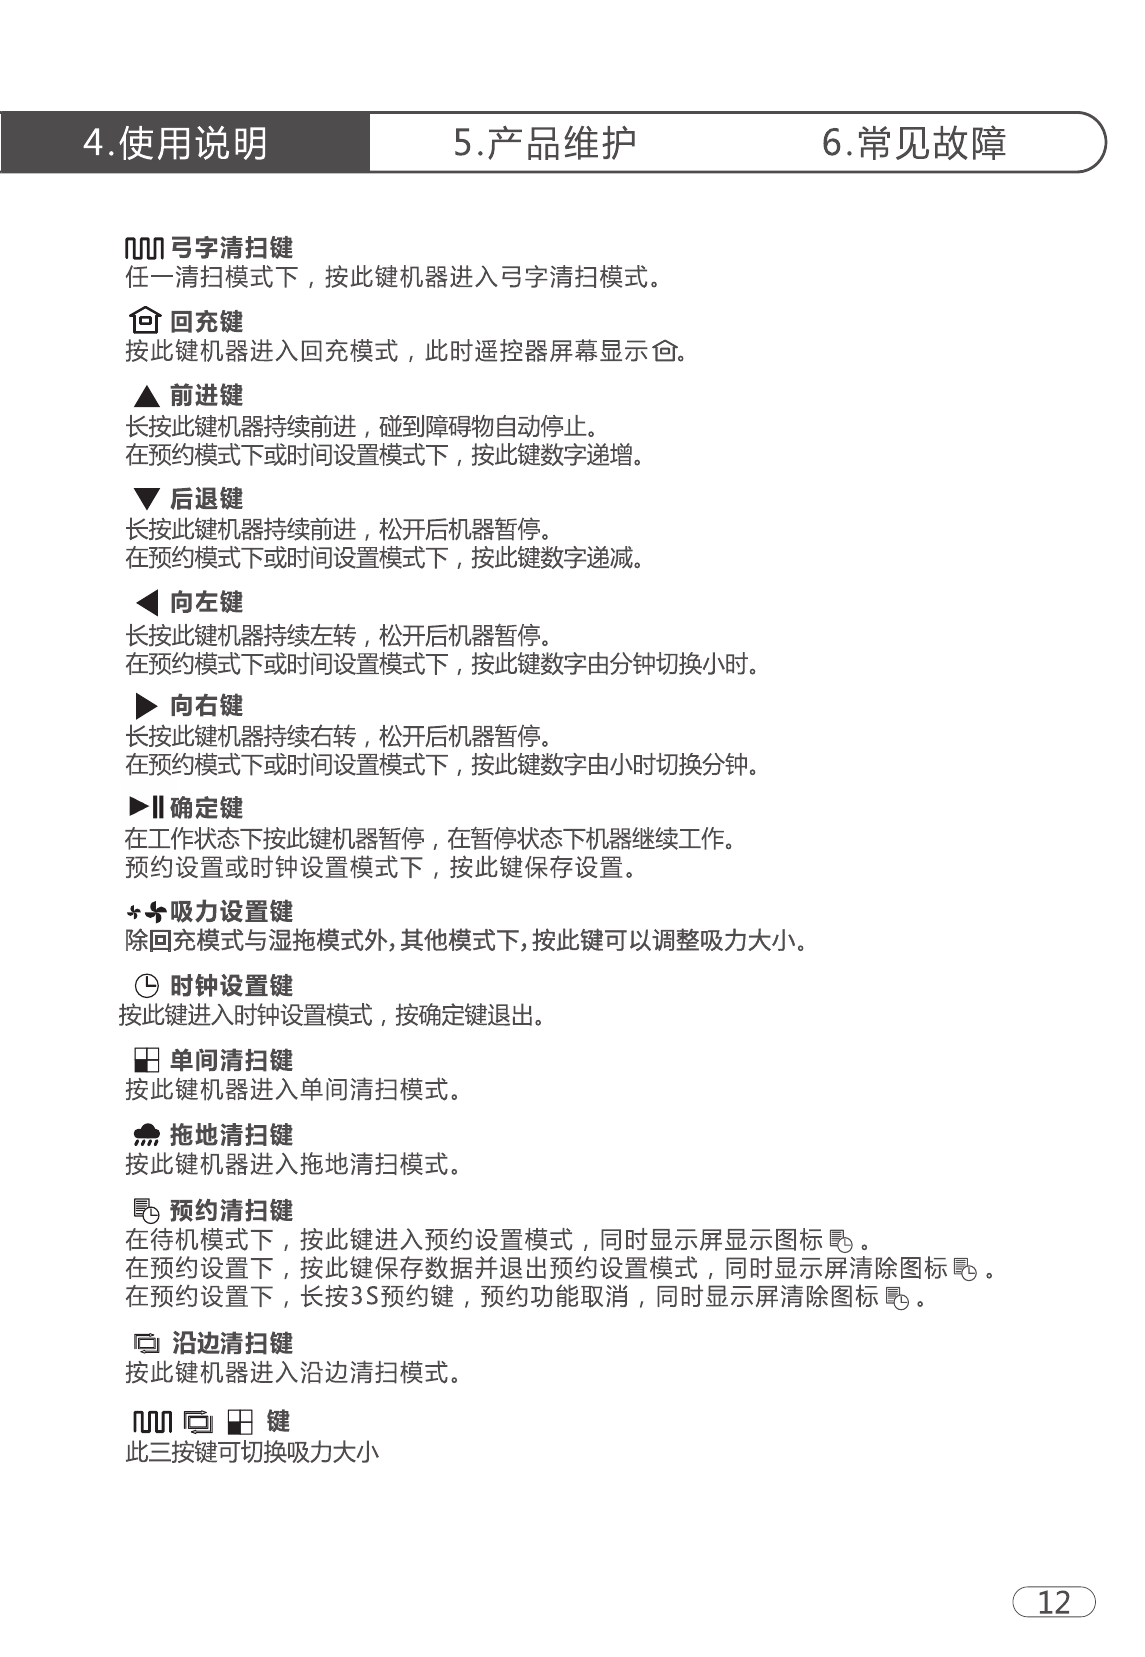 4.使用说明 5.产品维护 6.常见故障
弓字清扫键
任一清扫模式下，按此键机器进入弓字清扫模式。
回充键
按此键机器进入回充模式，此时遥控器屏幕显示。
前进键
长按此键机器持续前进，碰到障碍物自动停止。
在预约模式下或时间设置模式下，按此键数字递增。
后退键
长按此键机器持续前进，松开后机器暂停。
在预约模式下或时间设置模式下，按此键数字递减。
向左键
长按此键机器持续左转，松开后机器暂停。
在预约模式下或时间设置模式下，按此键数字由分钟切换小时。
向右键
长按此键机器持续右转，松开后机器暂停。
在预约模式下或时间设置模式下，按此键数字由小时切换分钟。
确定键
在工作状态下按此键机器暂停，在暂停状态下机器继续工作。
预约设置或时钟设置模式下，按此键保存设置。
吸力设置键
除回充模式与湿拖模式外,其他模式下,按此键可以调整吸力大小。
时钟设置键
按此键进入时钟设置模式，按确定键退出。
单间清扫键
按此键机器进入单间清扫模式。
拖地清扫键
按此键机器进入拖地清扫模式。
预约清扫键
在待机模式下，按此键进入预约设置模式，同时显示屏显示图标。
在预约设置下，按此键保存数据并退出预约设置模式，同时显示屏清除图标。
在预约设置下，长按3S预约键，预约功能取消，同时显示屏清除图标。
沿边清扫键
按此键机器进入沿边清扫模式。
键
此三按键可切换吸力大小
12